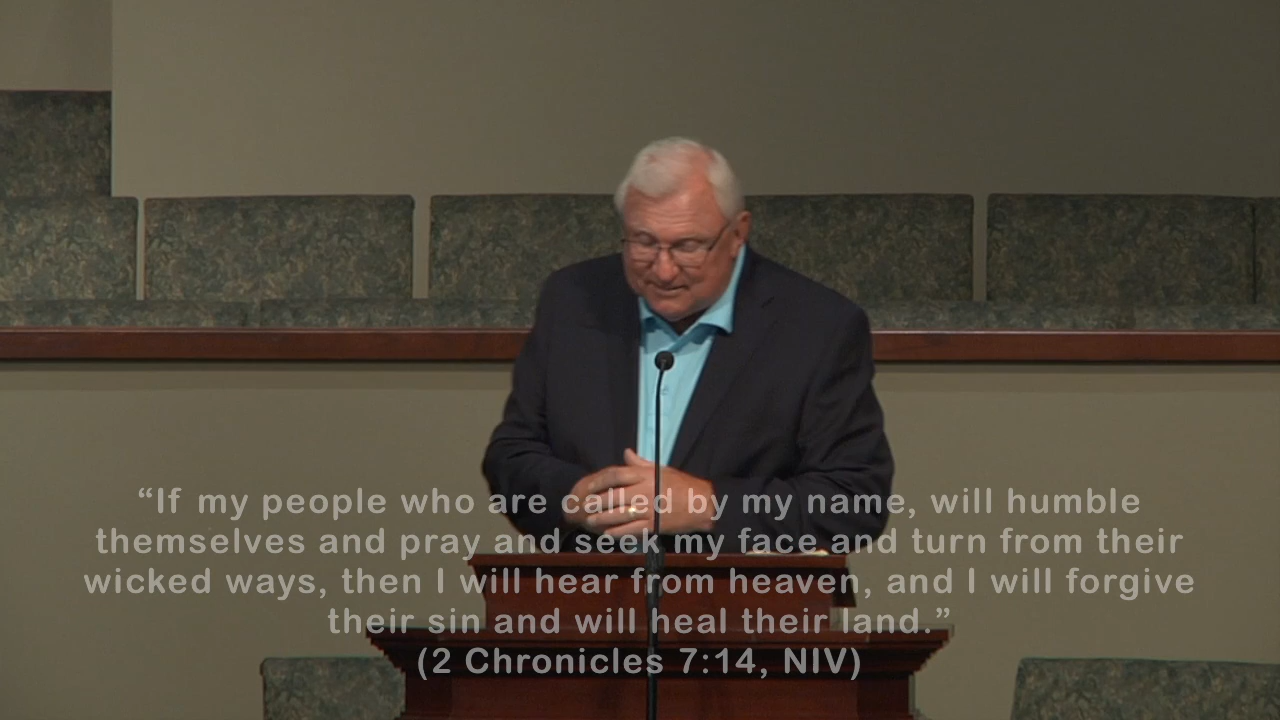 “If my people who are called by my name, will humble
themselves and pray and seek my face and turn from their
wicked ways, then I will hear from heaven, and I will forgive
their sin and will heal their land.”
(2 Chronicles 7:14, NIV)